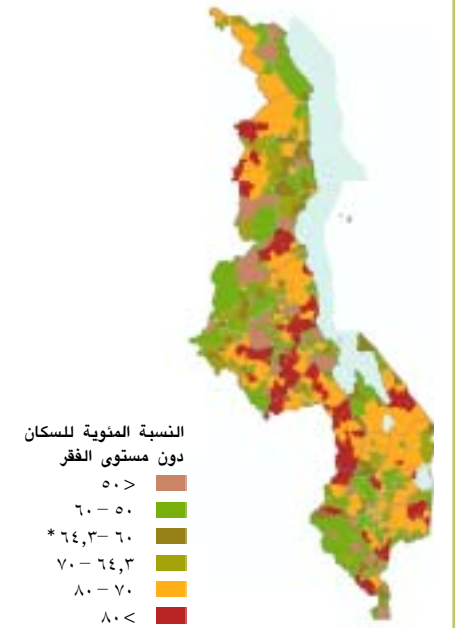 النسبة المئوية للسكان
دون مستوى الفقر
٥٠>
٦٠ – ٥٠
* ٦٤,٣– ٦٠
٧٠ – ٦٤,٣
٨٠ – ٧٠
٨٠<